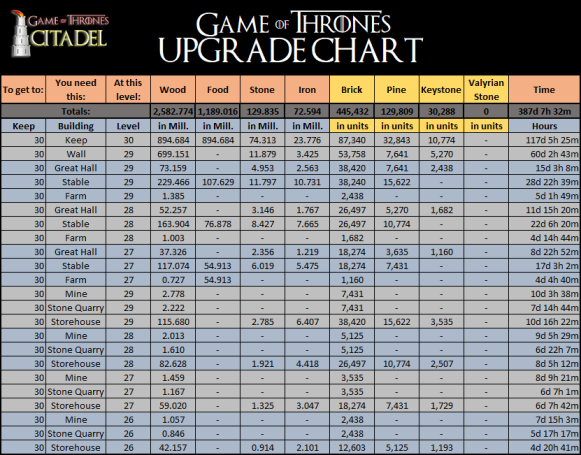 GAME OF THRONES
CITADEL
GAME OF THRONES
UPGRADE CHART
To get to: You need this: At this level: Wood Food Stone Iron Brick Pine Keystone Valyrian Stone Time
Totals: 2,582.774 1,189.016 129.835 72.594 445,432 129,809 30,288 0 387d 7h 32m
Keep Building Level in Mill. in Mill. in Mill. in Mill. in units in units in units in units Hours
30 Keep 30 894.684 894.684 74.313 23.776 87,340 32,843 10,774 - 117d 5h 25m
30 Wall 29 699.151 - 11.879 3.425 53,758 7,641 5,270 - 60d 2h 43m
30 Great Hall 29 73.159 - 4.953 2.563 38,420 7,641 2,438 - 15d 3h 8m
30 Stable 29 229.466 107.629 11.797 10.731 38,240 15,622 - - 28d 22h 39m
30 Farm 29 1.385 - - - 2,438 - - - 5d 1h 49m
30 Great Hall 28 52.257 - 3.146 1.767 26,497 5,270 1,682 - 11d 15h 20m
30 Stable 28 163.904 76.878 8.427 7.665 26,497 10,774 - - 22d 6h 20m
30 Farm 28 1.003 - - - 1,682 - - - 4d 14h 44m
30 Great Hall 27 37.326 - 2.356 1.219 18,274 3,635 1,160 - 8d 22h 52m
30 Stable 27 117.074 54.913 6.019 5.475 18,274 7,431 - - 17d 3h 2m
30 Farm 27 0.727 54.913 - - 1,160 - - - 4d 4h 40m
30 Mine 29 2.778 - - - 7,431 - - - 10d 3h 38m
30 Stone Quarry 29 2.222 - - - 7,431 - - - 7d 14h 44m
30 Storehouse 29 115.680 - 2.785 6.407 38,420 15,622 3,535 - 10d 16h 22m
30 Mine 28 2.013 - - - 5,125 - - - 9d 5h 29m
30 Stone Quarry 28 1.610 - - - 5,125 - - - 6d 22h 7m
30 Storehouse 28 82.628 - 1.921 4.418 26,497 10,774 2,507 - 8d 5h 12m
30 Mine 27 1.459 - - - 3,535 - - - 8d 9h 21m
30 Stone Quarry 27 1.167 - - - 3,535 - - - 6d 7h 1m
30 Storehouse 27 59.020 - 1.325 3.047 18,274 7,431 1,729 - 6d 7h 42m
30 Mine 26 1.057 - - - 2,438 - - - 7d 15h 3m
30 Stone Quarry 26 0.846 - - - 2,438 - - - 5d 17h 17m
30 Storehouse 26 42.157 - 0.914 2.101 12,603 5,125 1,193 - 4d 20h 41m